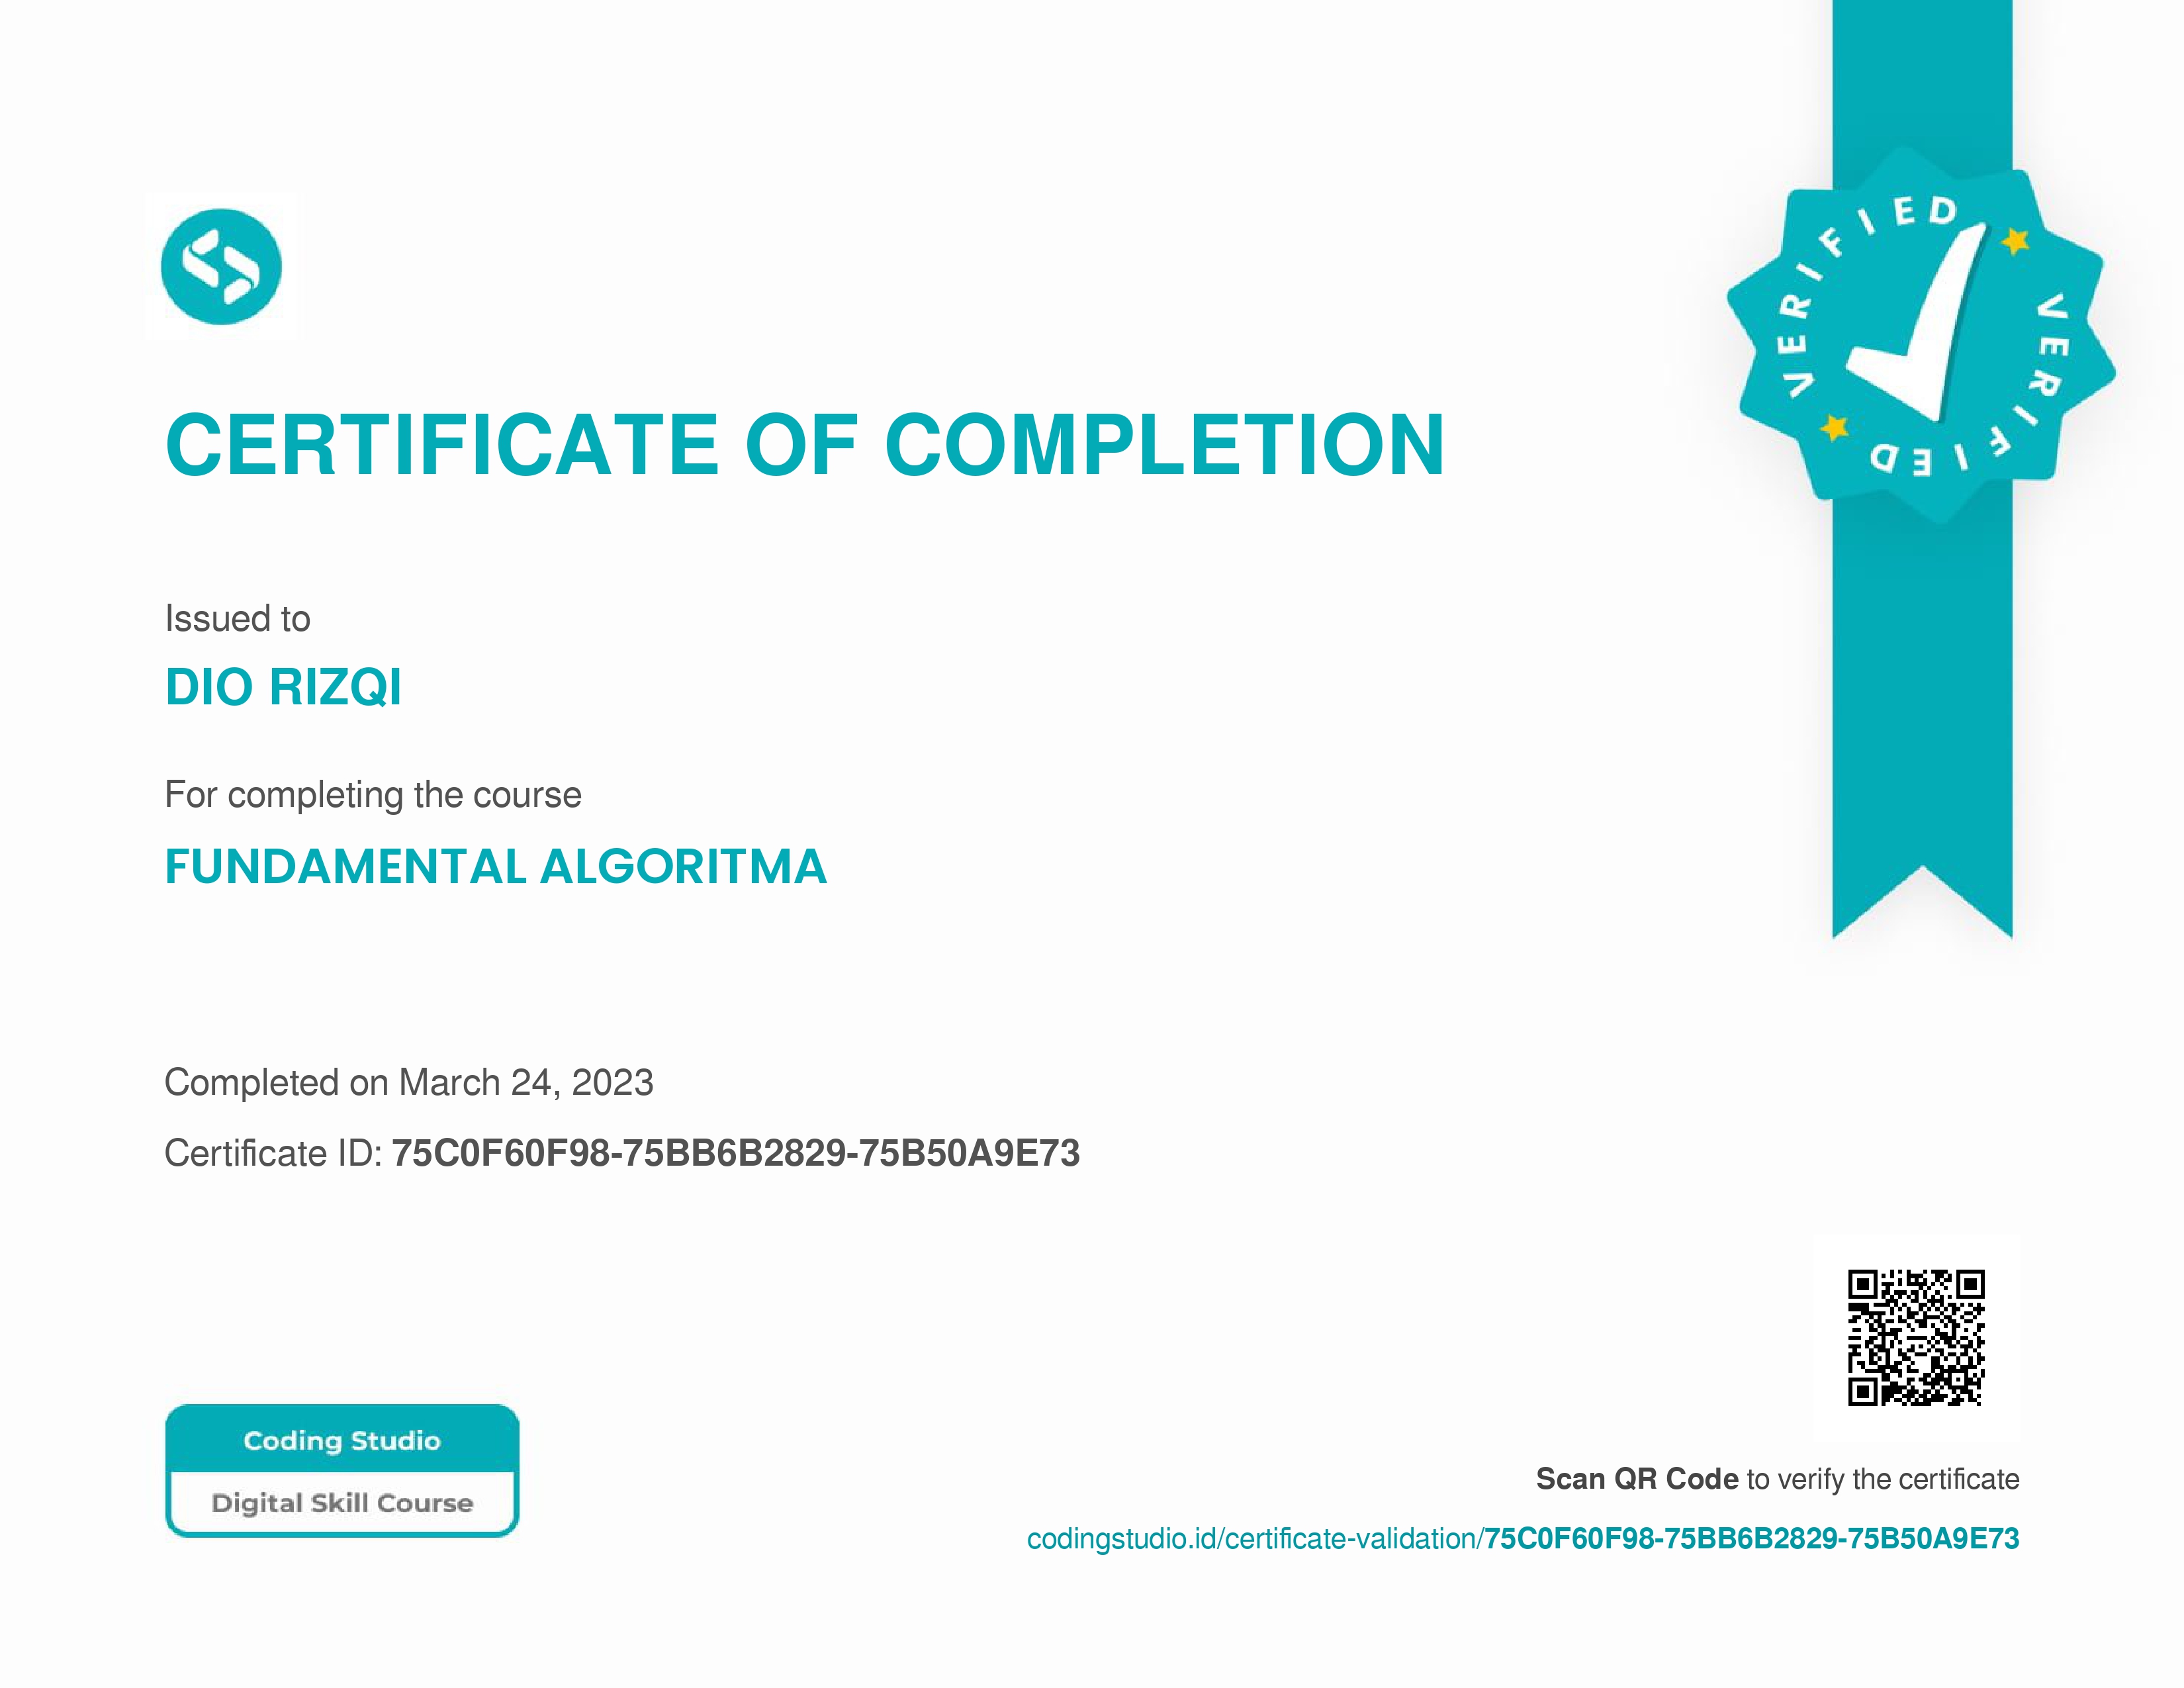 VERIFIED
VERIFIED
CERTIFICATE OF COMPLETION
Issued to
DIO RIZQI
For completing the course
FUNDAMENTAL ALGORITMA
Completed on March 24, 2023
Certificate ID: 75C0F60F98-75BB6B2829-75B50A9E73
Coding Studio
Digital Skill Course
Scan QR Code to verify the certificate
codingstudio.id/certificate-validation/75C0F60F98-75BB6B2829-75B50A9E73